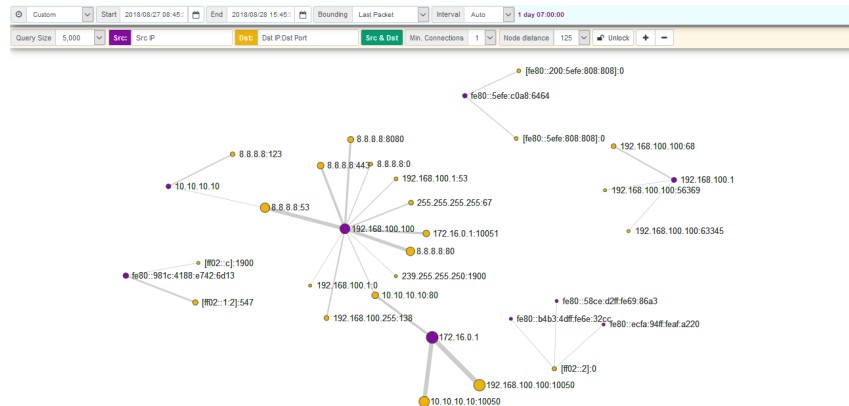 Custom Start 2018/08/27 08:45: End 2018/08/28 15:45: Bounding Last Packet Interval Auto 1 day 07:00:00
Query Size 5,000 Src: Src IP Dst: Dst IP:Dst Port Src & Dst Min. Connections 1 Node distance 125 Unlock + −
[fe80::200:5efe:808:808]:0
fe80::5efe:c0a8:6464
[fe80::5efe:808:808]:0
8.8.8.8:8080
192.168.100.100:68
8.8.8.8:123
8.8.8.8:443
8.8.8.8:0
192.168.100.1:53
192.168.100.1
10.10.10.10
192.168.100.100:56369
255.255.255.255:67
8.8.8.8:53
192.168.100.100
172.16.0.1:10051
192.168.100.100:63345
8.8.8.8:80
[ff02::c]:1900
fe80::981c:4188:e742:6d13
239.255.255.250:1900
192.168.100.1:0
10.10.10.10:80
[ff02::1:2]:547
fe80::58ce:d2ff:fe69:86a3
192.168.100.255:138
fe80::b4b3:4dff:fe6e:32cc
fe80::ecfa:94ff:feaf:a220
172.16.0.1
[ff02::2]:0
192.168.100.100:10050
10.10.10.10:10050